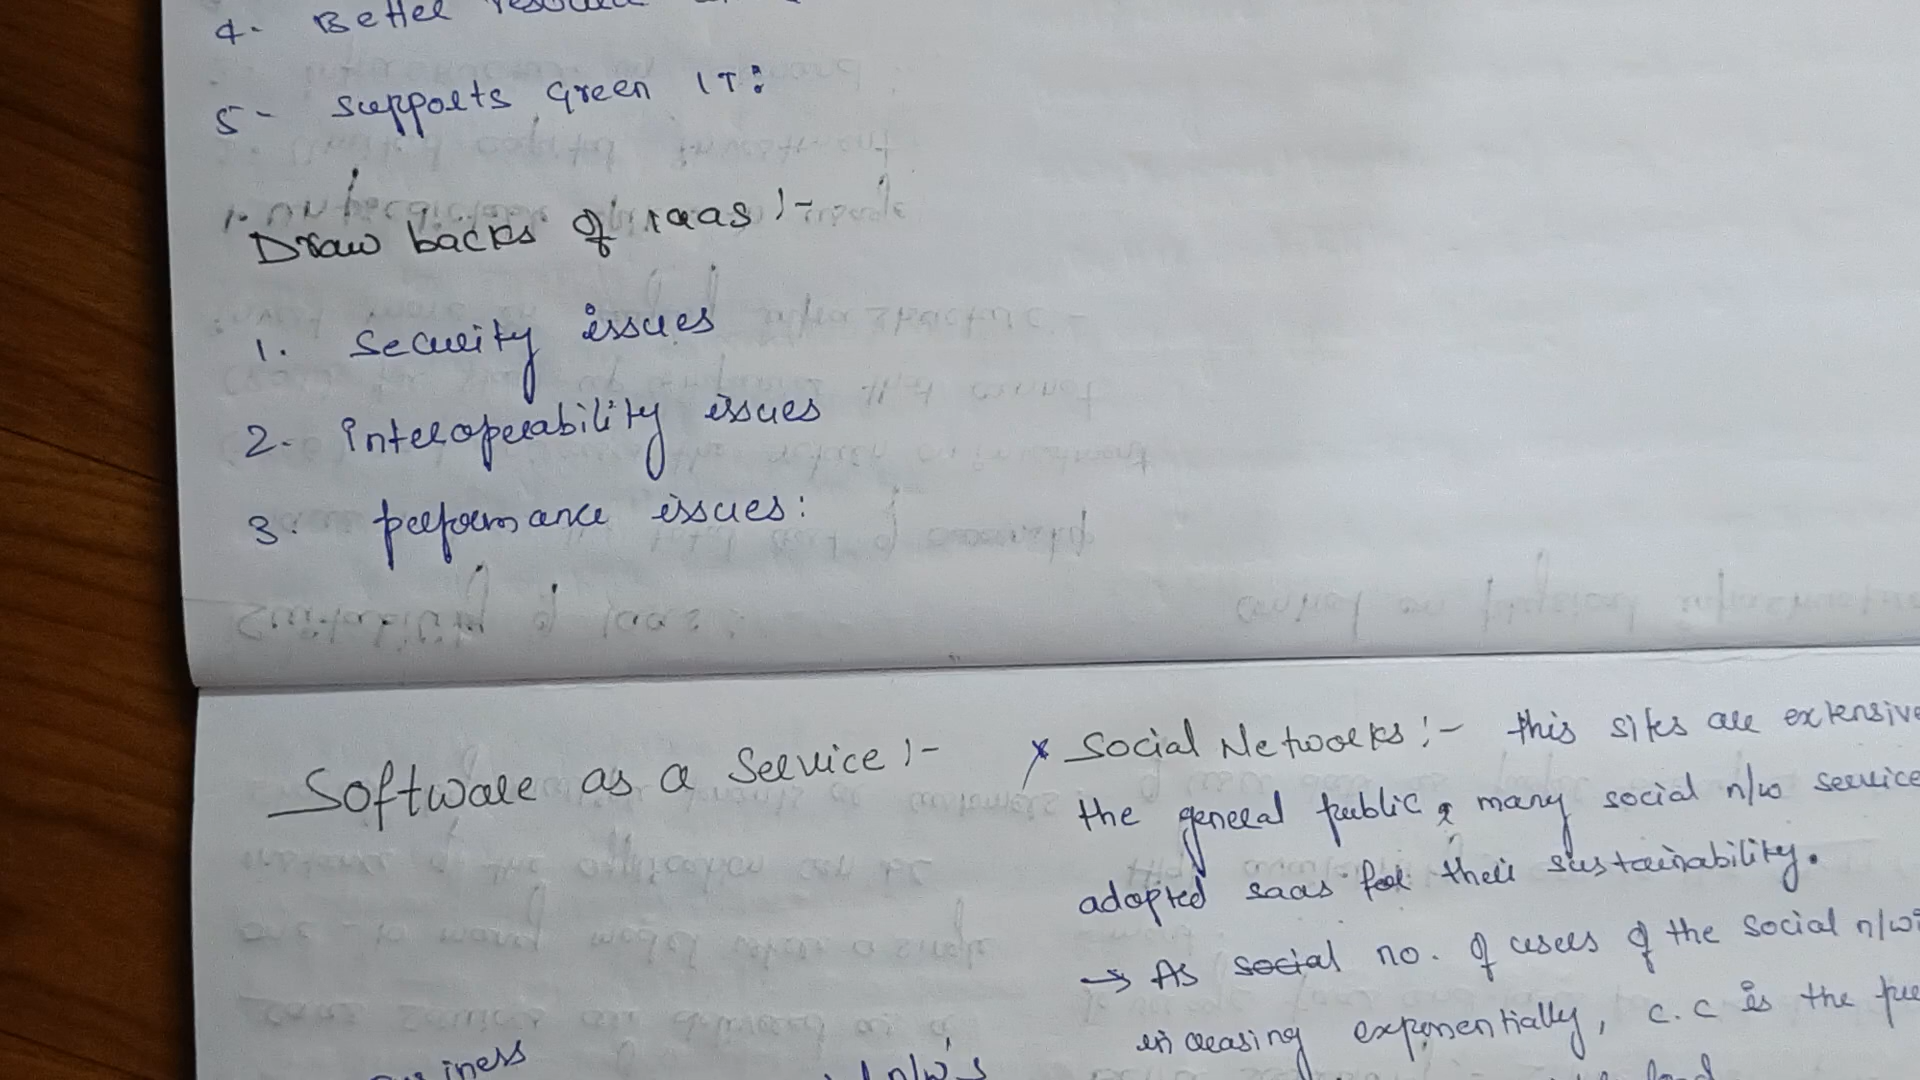 4. Better
5- supports Green IT:
Draw backs of Iaas :-
1. Security issues
2. interoperability issues
3. performance issues:
Software as a Service :-
x Social Networks :- this sites are extensive
the general public, many social n/w service
adopted saas for their sustainability.
→ As social no. of users of the social n/w
increasing exponentially, c.c is the
iness
n/w's